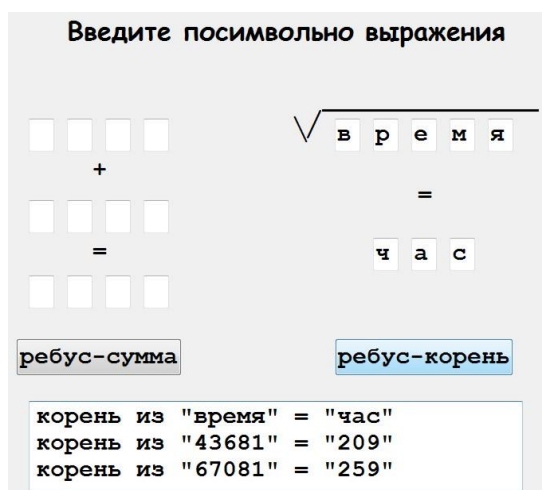 Введите посимвольно выражения
√ в р е м я
+
=
ч а с
=
ребус-сумма ребус-корень
корень из "время" = "час"
корень из "43681" = "209"
корень из "67081" = "259"